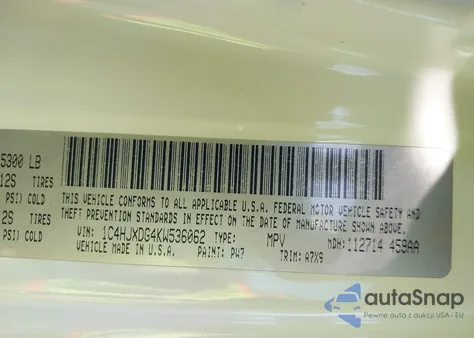 5300 LB
12S TIRES
THIS VEHICLE CONFORMS TO ALL APPLICABLE U.S.A. FEDERAL MOTOR VEHICLE SAFETY AND
PSI COLD
THEFT PREVENTION STANDARDS IN EFFECT ON THE DATE OF MANUFACTURE SHOWN ABOVE.
12S TIRES
VIN: 1C4HJXDG4KW536062 TYPE: MPV MDH: 112714 459AA
PSI COLD
VEHICLE MADE IN U.S.A. PAINT: PW7 TRIM: A7X9
autoSnap
Pewne auto z aukcji USA i EU